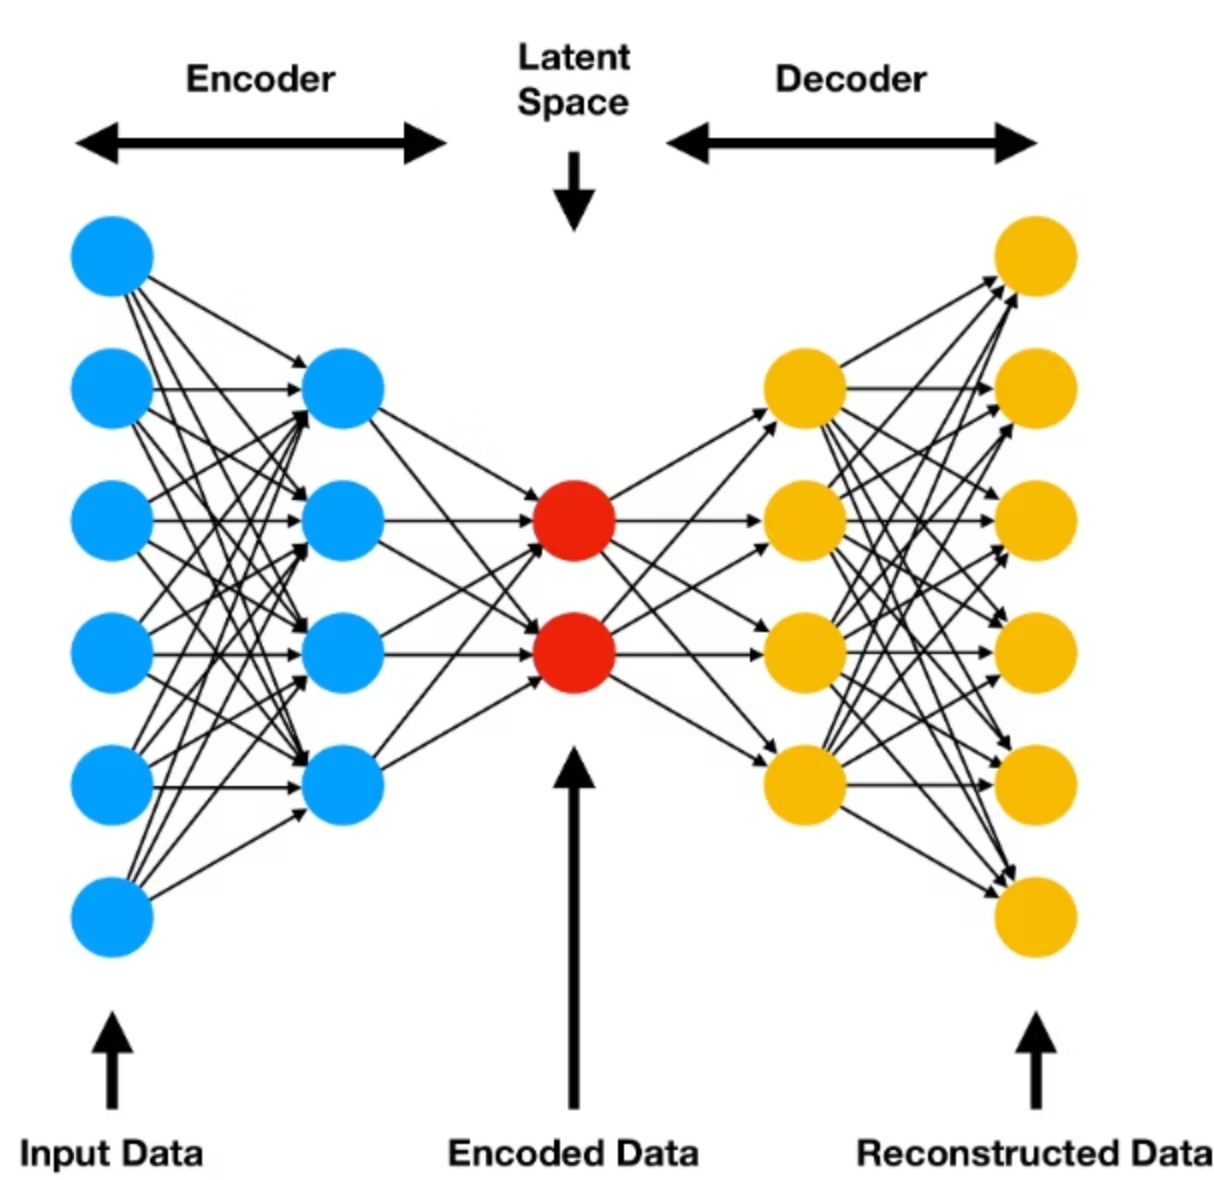 Encoder
Latent
Space
Decoder
Input Data
Encoded Data
Reconstructed Data